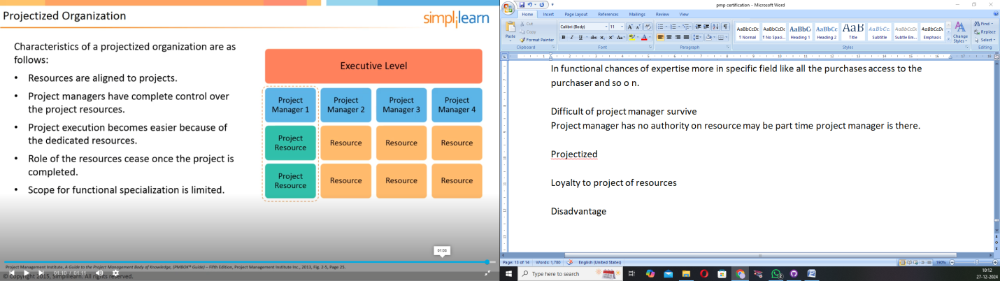 Projectized Organization
simplilearn
Characteristics of a projectized organization are as
follows:
• Resources are aligned to projects.
• Project managers have complete control over
the project resources.
• Project execution becomes easier because of
the dedicated resources.
• Role of the resources cease once the project is
completed.
• Scope for functional specialization is limited.
Executive Level
Project
Manager 1
Project
Manager 2
Project
Manager 3
Project
Manager 4
Project
Resource
Resource
Resource
Resource
Project
Resource
Resource
Resource
Resource
01:03
Project Management Institute, A Guide to the Project Management Body of Knowledge, (PMBOK® Guide) – Fifth Edition, Project Management Institute Inc., 2013, Fig. 2-5, Page 25.
01:10 / 01:11
© Copyright 2015, Simplilearn. All rights reserved.
pmp certification - Microsoft Word
Home Insert Page Layout References Mailings Review View
Cut
Copy
Format Painter
Paste
Clipboard
Calibri (Body) 11
Font
Paragraph
AaBbCcDc AaBbCcDc AaBbC AaBbCc AaB AaBbCc. AaBbCcDc AaBbCcDc
¶ Normal ¶ No Spaci... Heading 1 Heading 2 Title Subtitle Subtle Em... Emphasis
Change
Styles
Styles
Find
Replace
Select
Editing
In functional chances of expertise more in specific field like all the purchases access to the
purchaser and so o n.
Difficult of project manager survive
Project manager has no authority on resource may be part time project manager is there.
Projectized
Loyalty to project of resources
Disadvantage
Page: 13 of 14 Words: 1,780 English (United States) 190%
Type here to search
10:12
27-12-2024